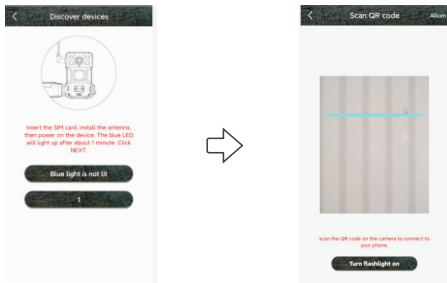 Discover devices
Insert the SIM card, install the antenna,
then power on the device. The blue LED
will light up after about 1 minute. Click
NEXT.
Blue light is not lit
1
Scan QR code
Album
scan the QR code on the camera to connect to
your phone.
Turn flashlight on